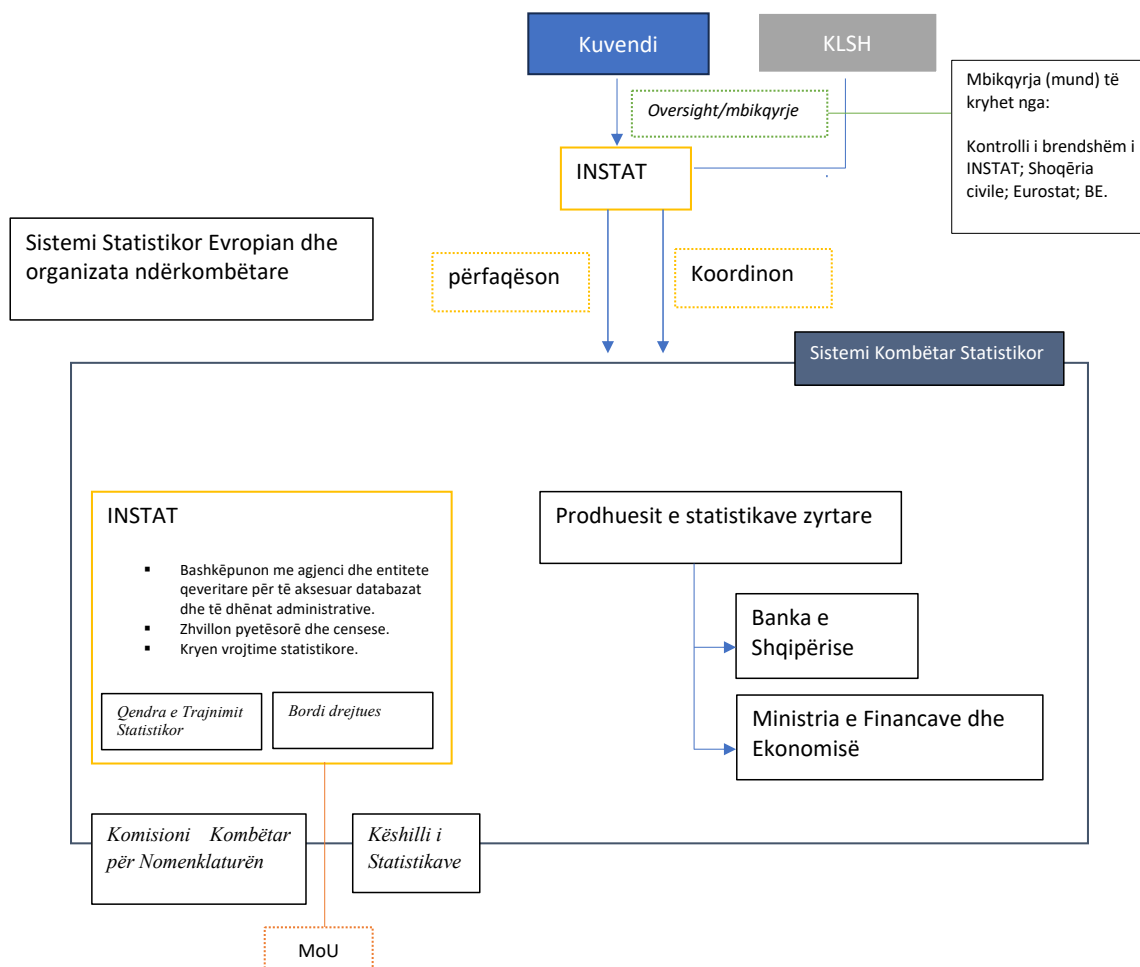 Kuvendi
KLSH
Oversight/mbikqyrje
Mbikqyrja (mund) të
kryhet nga:
Kontrolli i brendshëm i
INSTAT; Shoqëria
civile; Eurostat; BE.
INSTAT
Sistemi Statistikor Evropian dhe
organizata ndërkombëtare
përfaqëson
Koordinon
Sistemi Kombëtar Statistikor
INSTAT
▪ Bashkëpunon me agjenci dhe entitete
qeveritare për të aksesuar databazat
dhe të dhënat administrative.
▪ Zhvillon pyetësorë dhe censese.
▪ Kryen vrojtime statistikore.
Qendra e Trajnimit
Statistikor
Bordi drejtues
Prodhuesit e statistikave zyrtare
Banka e
Shqipërise
Ministria e Financave dhe
Ekonomisë
Komisioni Kombëtar
për Nomenklaturën
Këshilli i
Statistikave
MoU